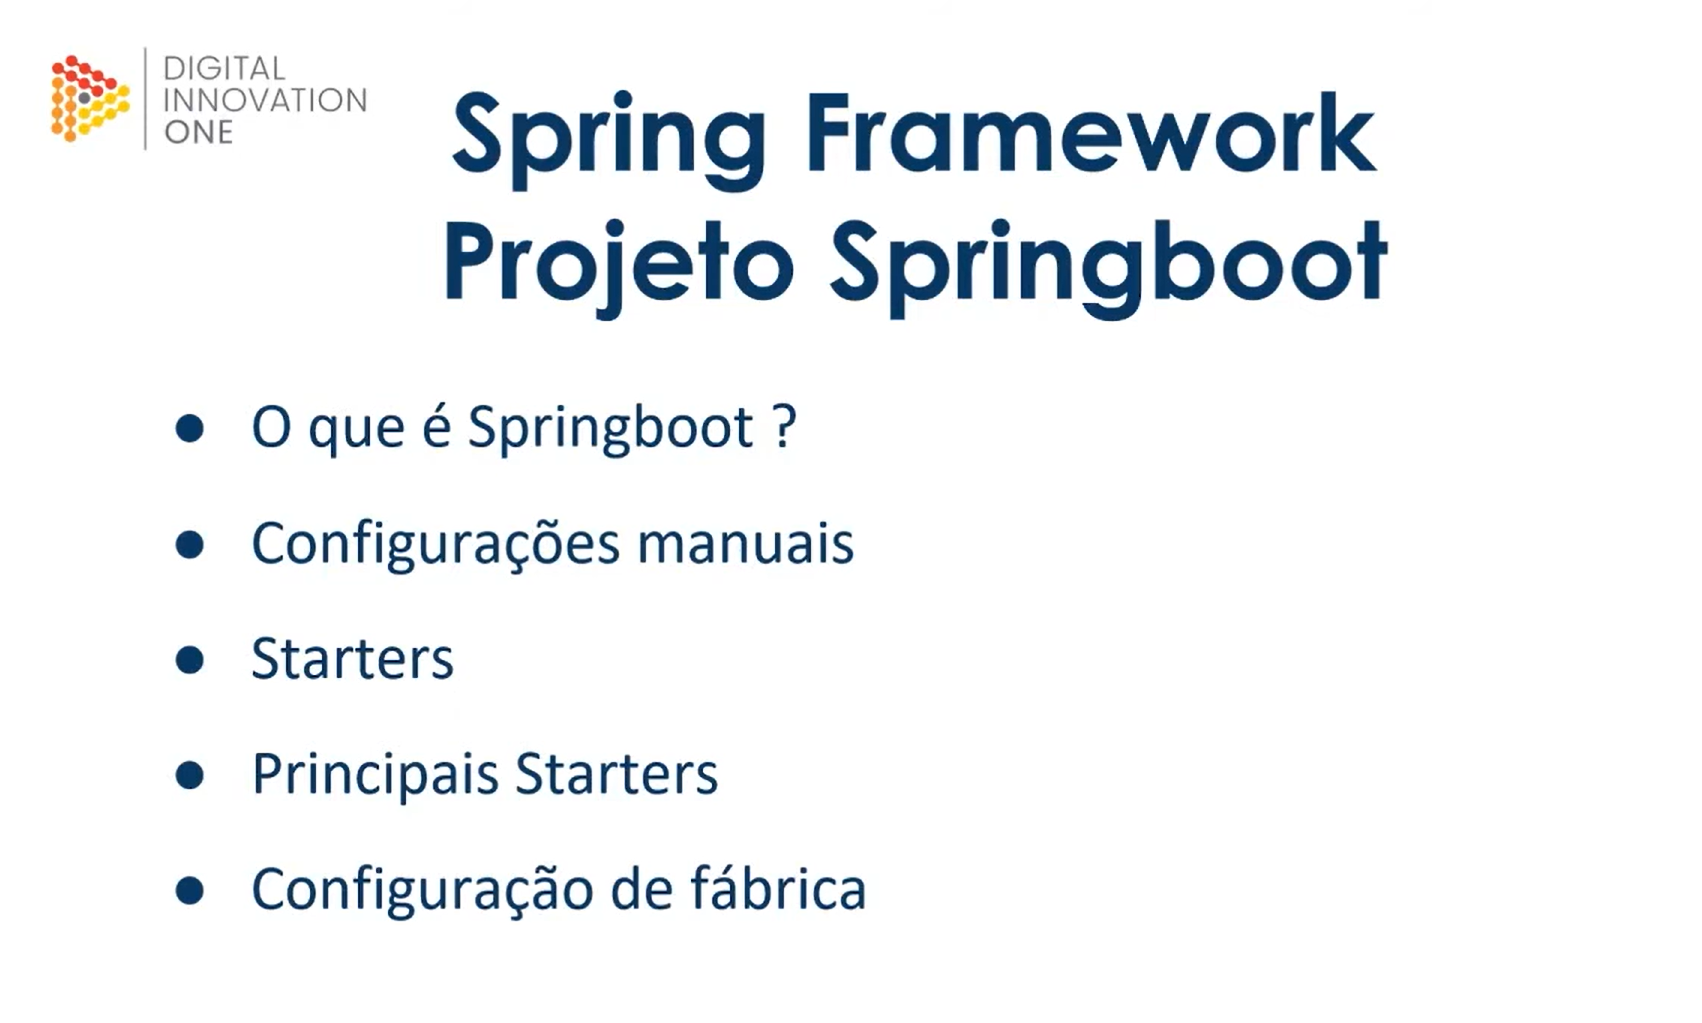 DIGITAL
INNOVATION
ONE
Spring Framework
Projeto Springboot
● O que é Springboot ?
● Configurações manuais
● Starters
● Principais Starters
● Configuração de fábrica